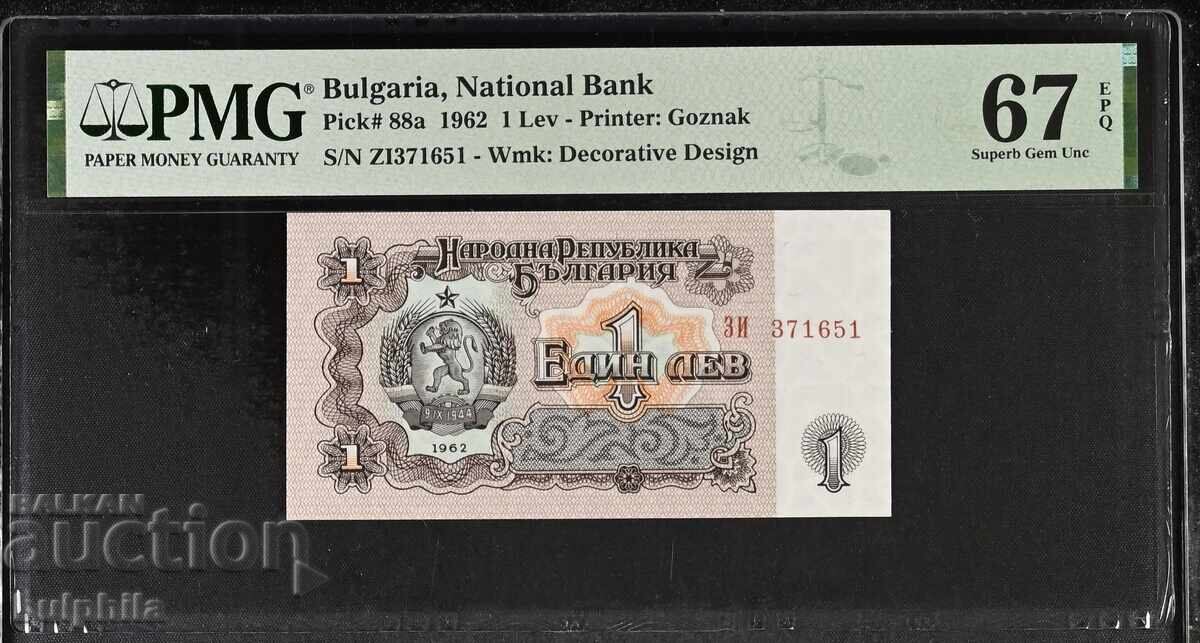 PMG®
PAPER MONEY GUARANTY
Bulgaria, National Bank
Pick# 88a 1962 1 Lev - Printer: Goznak
S/N ZI371651 - Wmk: Decorative Design
67
EPQ
Superb Gem Unc
НАРОДНА РЕПУБЛИКА
БЪЛГАРИЯ
1
1
ЗИ 371651
ЕДИН ЛЕВ
9 IX 1944
1962
1
1
BALKAN
auction
bulphila